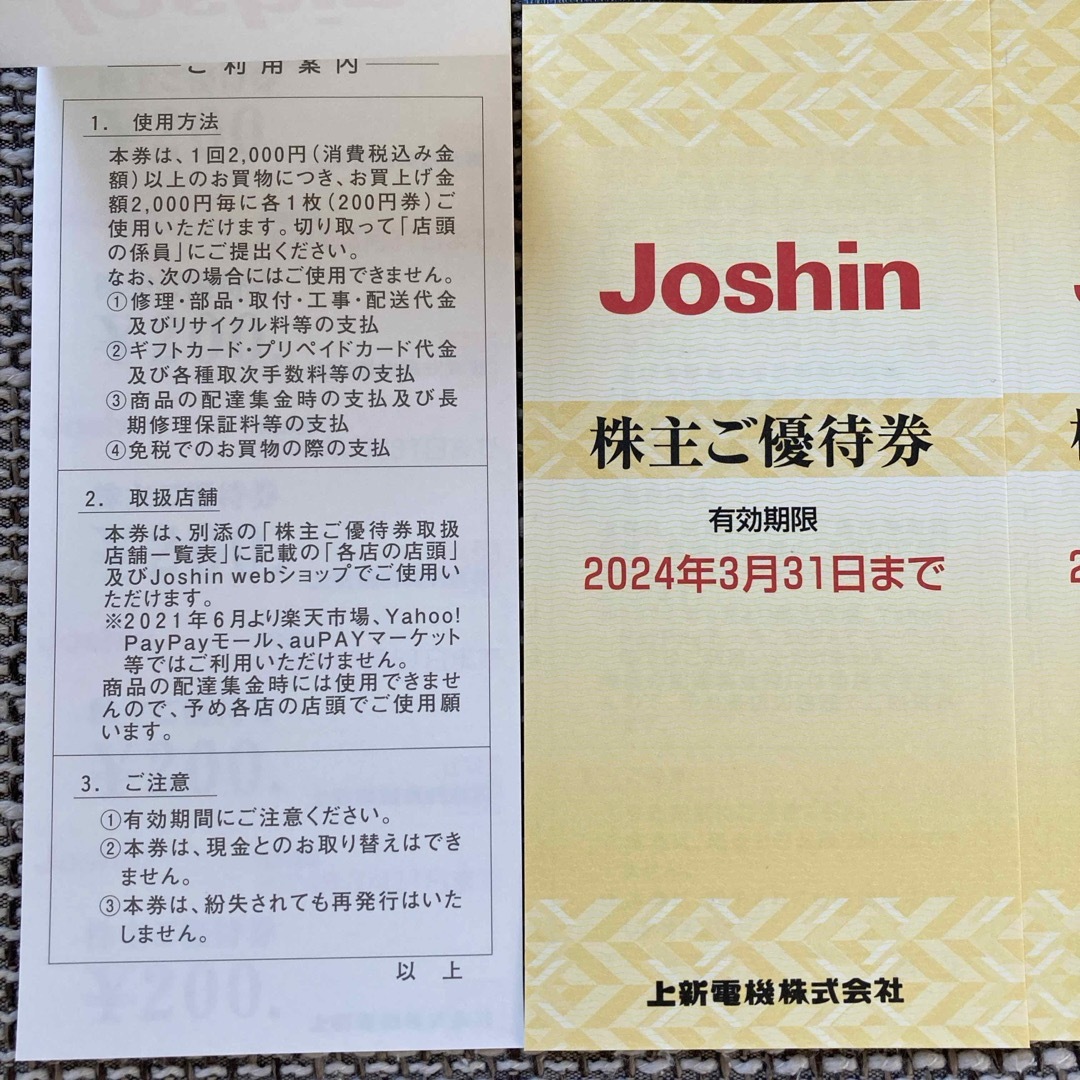 ご利用案内
1. 使用方法
本券は、1回2,000円(消費税込み金
額)以上のお買物につき、お買上げ金
額2,000円毎に各1枚(200円券)ご
使用いただけます。切り取って「店頭
の係員」にご提出ください。
なお、次の場合にはご使用できません。
①修理・部品・取付・工事・配送代金
及びリサイクル料等の支払
②ギフトカード・プリペイドカード代金
及び各種取次手数料等の支払
③商品の配達集金時の支払及び長
期修理保証料等の支払
④免税でのお買物の際の支払
2. 取扱店舗
本券は、別添の「株主ご優待券取扱
店舗一覧表」に記載の「各店の店頭」
及びJoshin webショップでご使用い
ただけます。
※2021年6月より楽天市場、Yahoo!
PayPayモール、auPAYマーケット
等ではご利用いただけません。
商品の配達集金時には使用できませ
んので、予め各店の店頭でご使用願
います。
3. ご注意
①有効期間にご注意ください。
②本券は、現金とのお取り替えはでき
ません。
③本券は、紛失されても再発行はいた
しません。
以上
Joshin
株主ご優待券
有効期限
2024年3月31日まで
上新電機株式会社